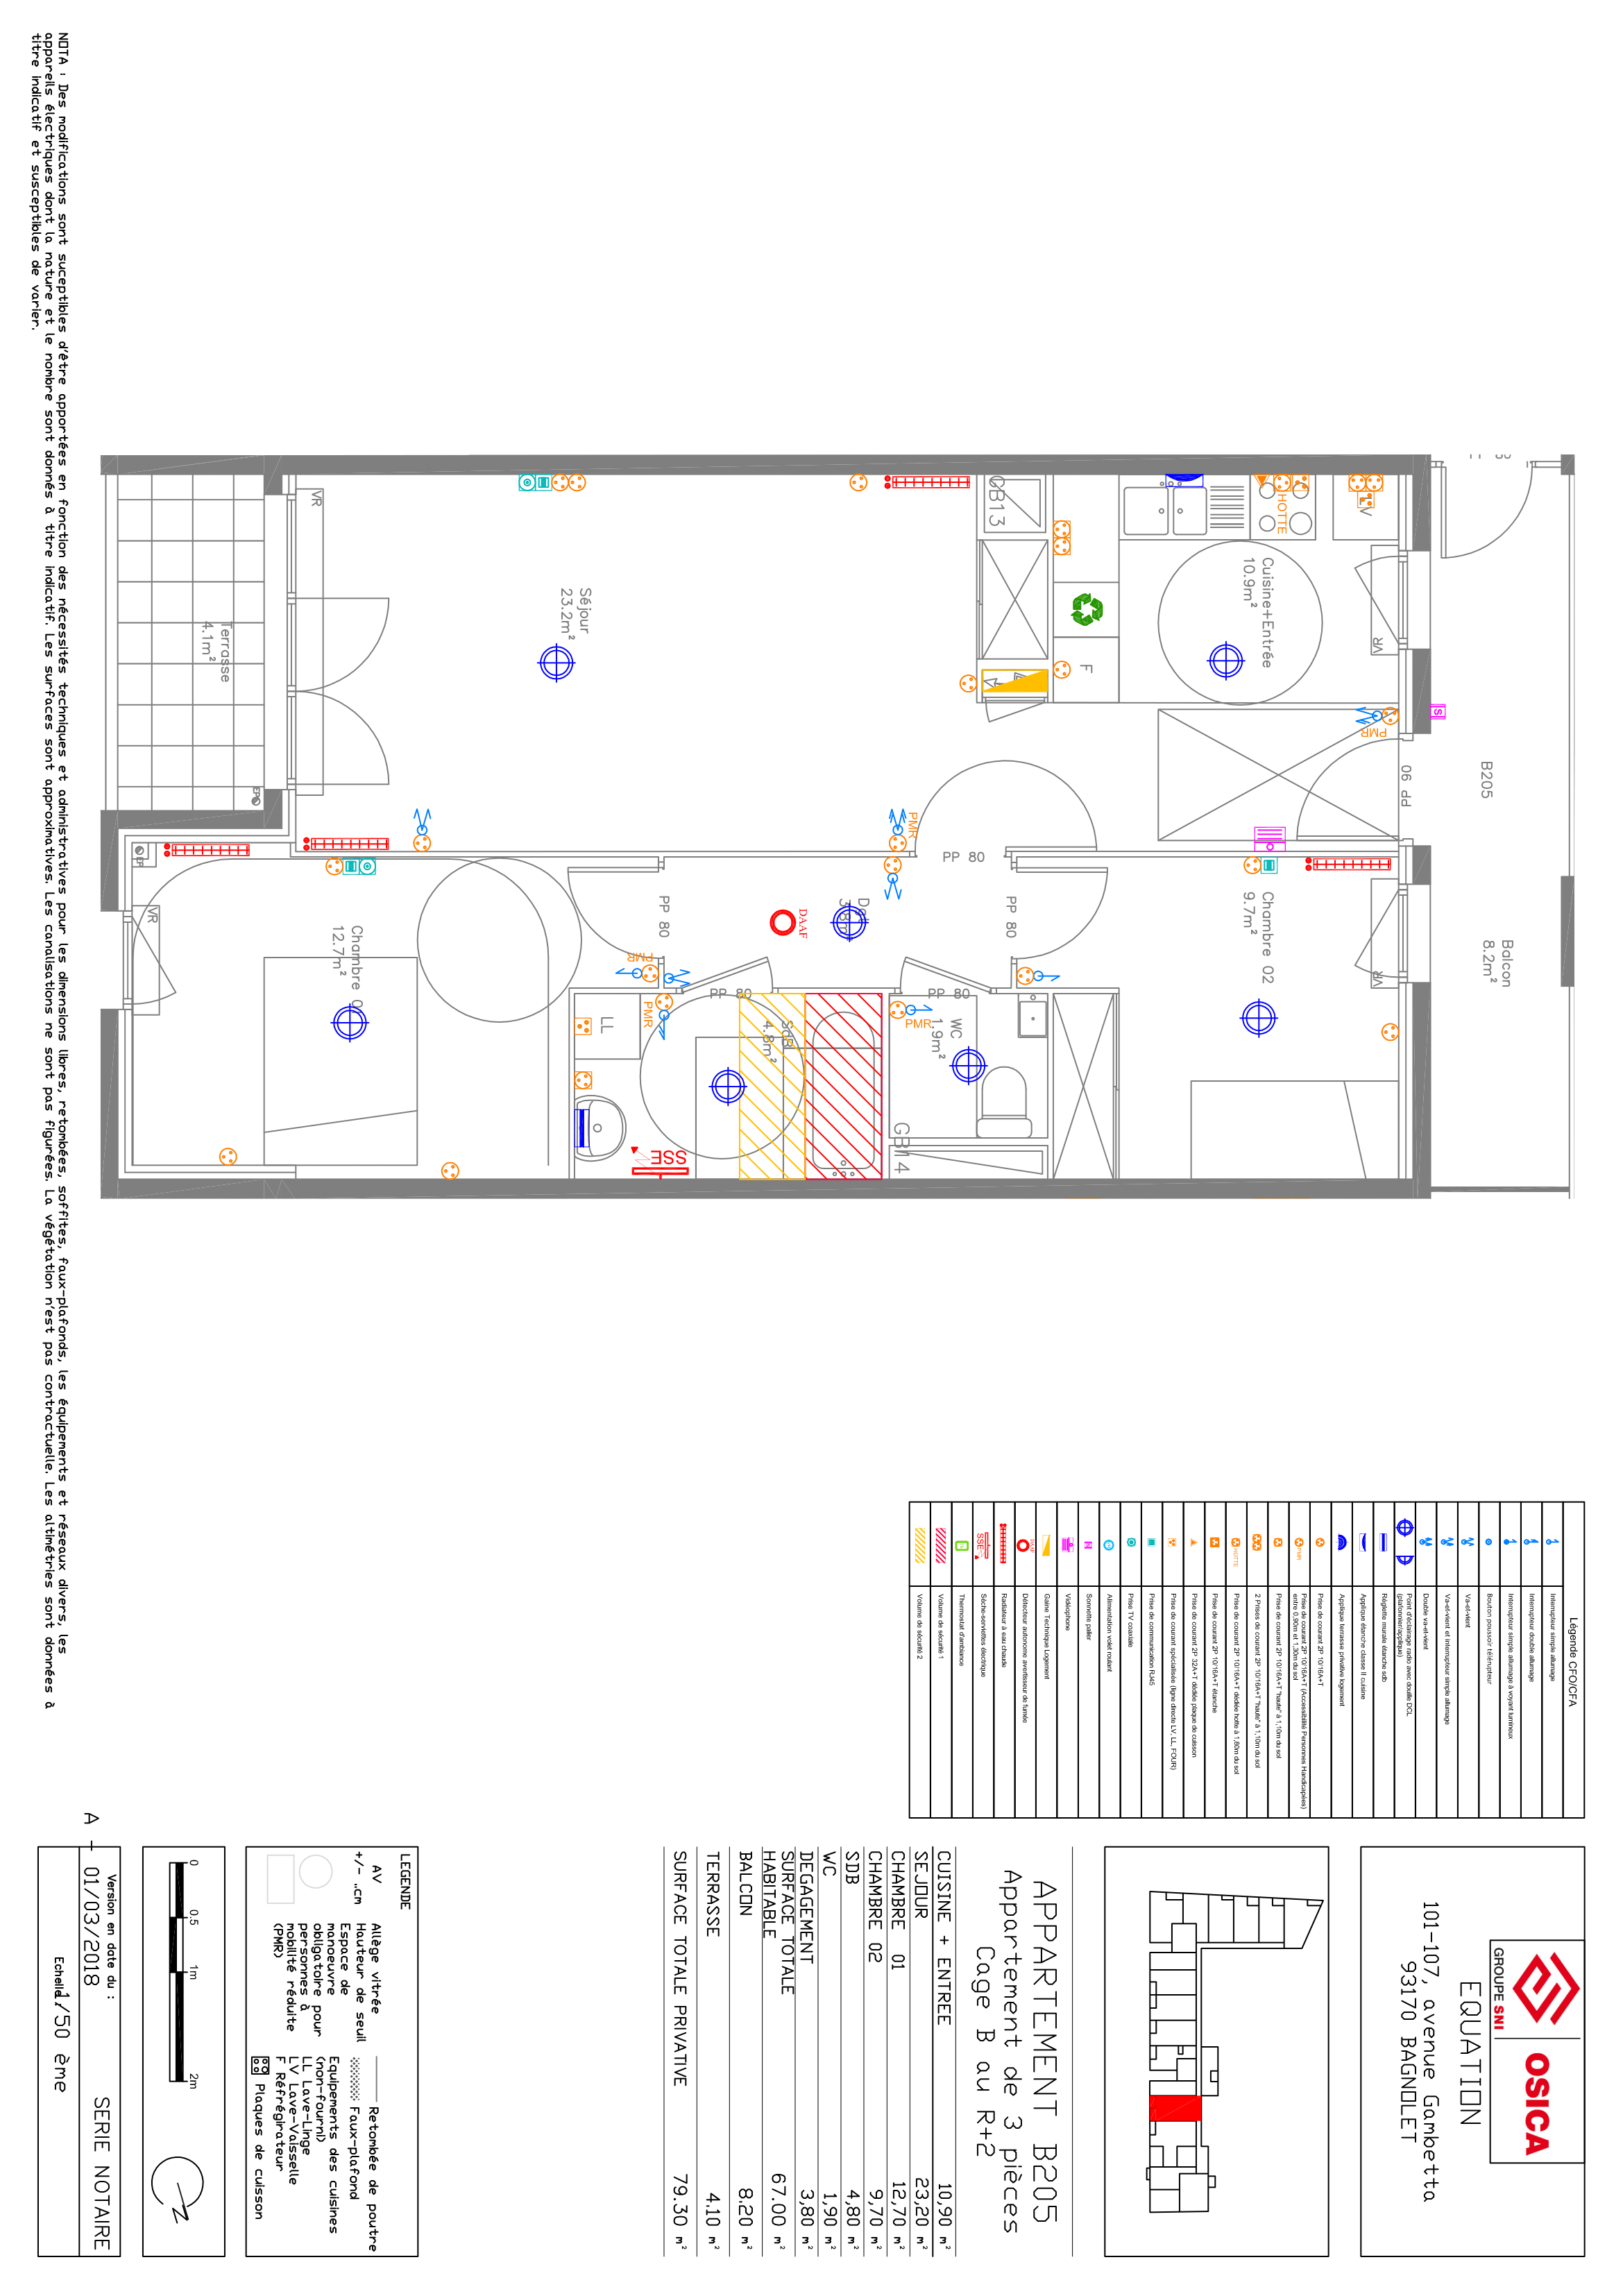 GROUPE SNI
OSICA
EQUATION
101-107, avenue Gambetta
93170 BAGNOLET
APPARTEMENT B205
Appartement de 3 pièces
Cage B au R+2
CUISINE + ENTREE 10,90 m²
SEJOUR 23,20 m²
CHAMBRE 01 12,70 m²
CHAMBRE 02 9,70 m²
SDB 4,80 m²
WC 1,90 m²
DEGAGEMENT 3,80 m²
SURFACE TOTALE
HABITABLE 67.00 m²
BALCON 8.20 m²
TERRASSE 4.10 m²
SURFACE TOTALE PRIVATIVE 79.30 m²
LEGENDE
AV Allège vitrée
+/- ..cm Hauteur de seuil
Espace de
manoeuvre
obligatoire pour
personnes à
mobilité réduite
(PMR)
Retombée de poutre
Faux-plafond
Equipements des cuisines
(non-fourni)
LL Lave-Linge
LV Lave-Vaisselle
F Réfrégirateur
Plaques de cuisson
0 0.5 1m 2m
N
A -
Version en date du :
01/03/2018
SERIE NOTAIRE
Echelle 1/50 ème
Légende CFO/CFA
Interrupteur simple allumage
Interrupteur double allumage
Interrupteur simple allumage à voyant lumineux
Bouton poussoir télérupteur
Va-et-vient
Va-et-vient et interrupteur simple allumage
Double va-et-vient
Point d'éclairage radio avec douille DCL
(plafonnier/applique)
Réglette murale étanche sdb
Applique étanche classe II cuisine
Applique terrasse privative logement
Prise de courant 2P 10/16A+T
PMR
Prise de courant 2P 10/16A+T (Accessibilité Personnes Handicapées)
entre 0,90m et 1,30m du sol
Prise de courant 2P 10/16A+T "haute" à 1,10m du sol
2 Prises de courant 2P 10/16A+T "haute" à 1,10m du sol
HOTTE
Prise de courant 2P 10/16A+T dédiée hotte à 1,80m du sol
Prise de courant 2P 10/16A+T étanche
Prise de courant 2P 32A+T dédiée plaque de cuisson
Prise de courant spécialisée (ligne directe LV, LL, FOUR)
Prise de communication RJ45
Prise TV coaxiale
Alimentation volet roulant
Sonnette palier
Vidéophone
Gaine Technique Logement
DAAF
Détecteur autonome avertisseur de fumée
Radiateur à eau chaude
SSE
Sèche-serviettes électrique
Thermostat d'ambiance
Volume de sécurité 1
Volume de sécurité 2
Balcon
8.2m²
B205
PP 90
VR
VR
S
LV
HOTTE
Cuisine+Entrée
10.9m²
PMR
Chambre 02
9.7m²
F
GB13
PP 80
PP 80
PP 80
PMR
WC
1.9m²
PMR
GB14
DAAF
SdB
4.8m²
PP 80
PP 80
PMR
PMR
LL
SSE
Séjour
23.2m²
Chambre
12.7m²
VR
VR
EP
EP
Terrasse
4.1m²
NOTA : Des modifications sont suceptibles d'être apportées en fonction des nécessités techniques et administratives pour les dimensions libres, retombées, soffites, faux-plafonds, les équipements et réseaux divers, les
appareils électriques dont la nature et le nombre sont donnés à titre indicatif. Les surfaces sont approximatives. Les canalisations ne sont pas figurées. La végétation n'est pas contractuelle. Les altimétries sont données à
titre indicatif et susceptibles de varier.